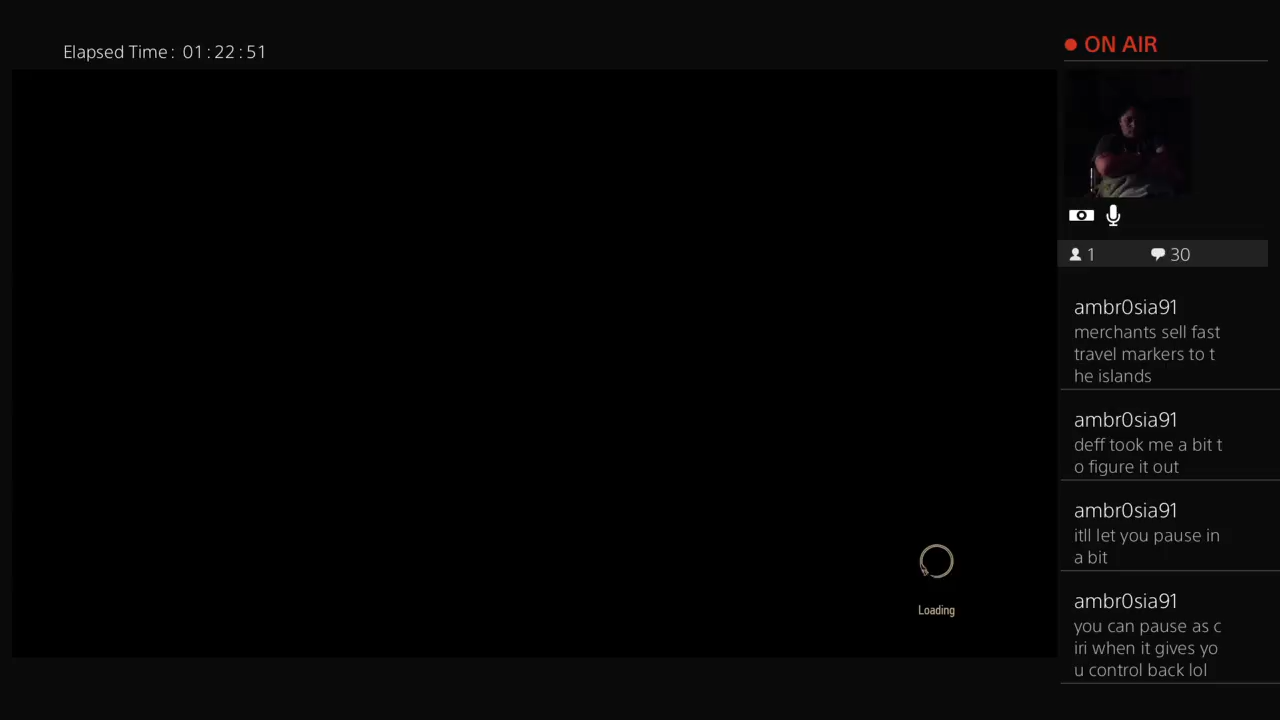 Elapsed Time: 01:22:51
ON AIR
1 30
ambr0sia91
merchants sell fast
travel markers to t
he islands
ambr0sia91
deff took me a bit t
o figure it out
ambr0sia91
itll let you pause in
a bit
ambr0sia91
you can pause as c
iri when it gives yo
u control back lol
Loading